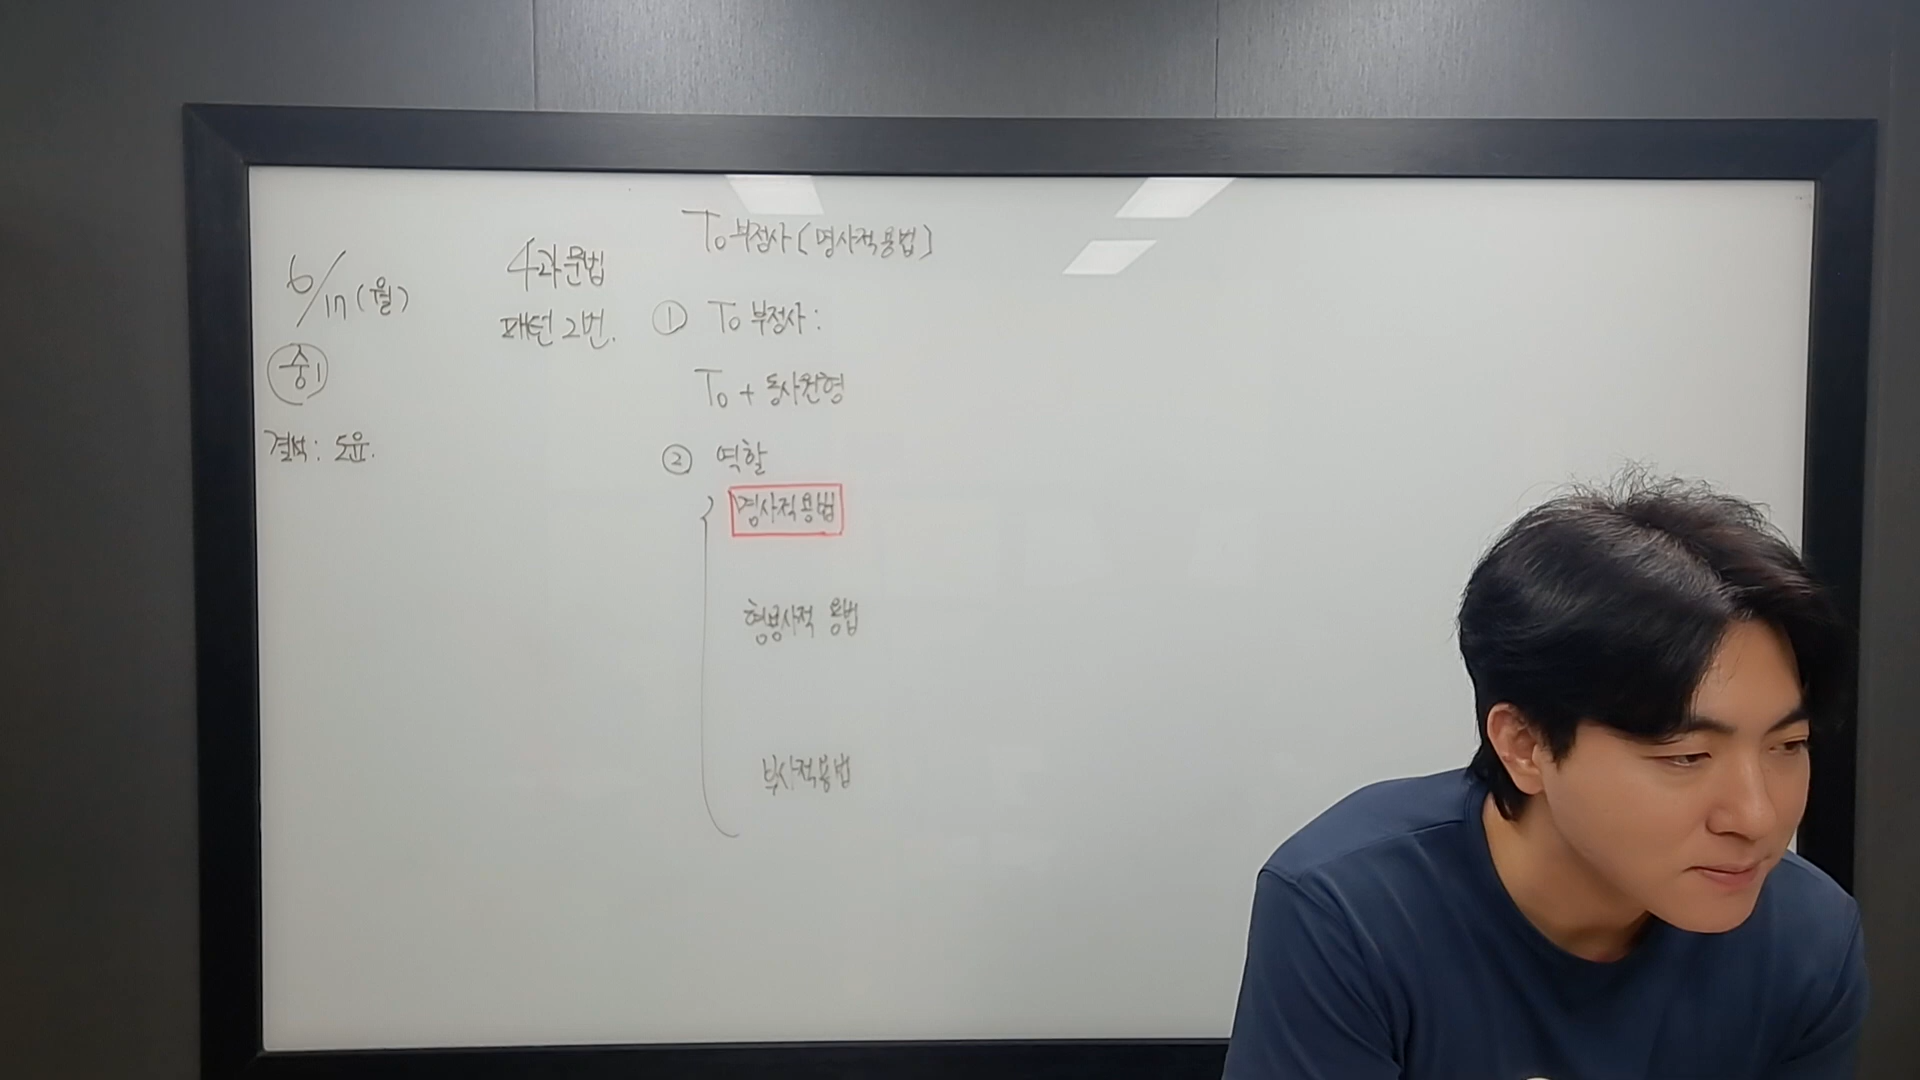 6/17 (월)
중1
결석: 도윤.
4과 문법
패턴 2번.
To 부정사 (명사적용법)
① To 부정사 :
To + 동사원형
② 역할
{ 명사적용법
형용사적 용법
부사적용법